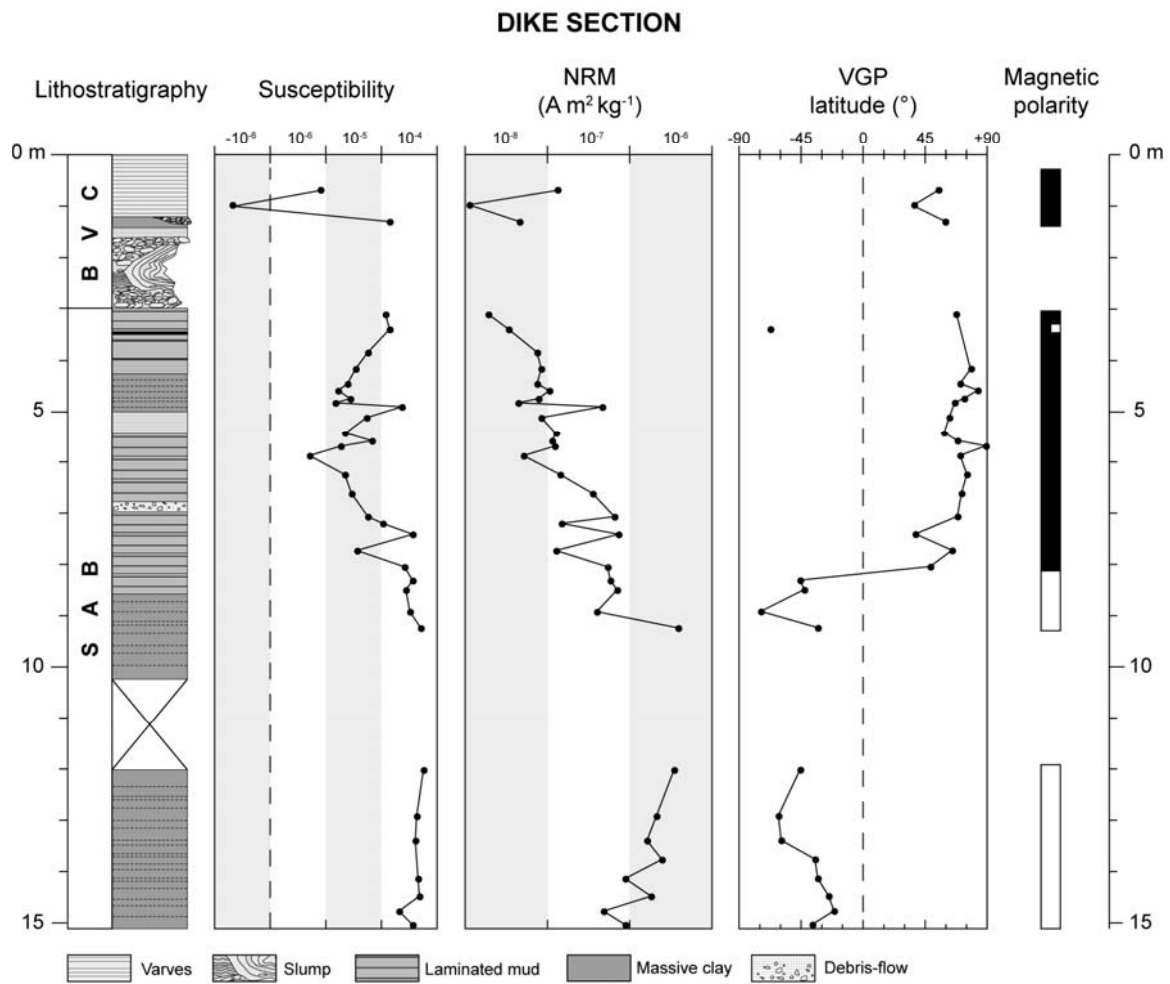 DIKE SECTION
Lithostratigraphy
Susceptibility
NRM
(A m² kg⁻¹)
VGP
latitude (°)
Magnetic
polarity
-10⁻⁶ 10⁻⁶ 10⁻⁵ 10⁻⁴
10⁻⁸ 10⁻⁷ 10⁻⁶
-90 -45 0 45 +90
0 m
5
10
15
B V C
S A B
0 m
5
10
15
Varves
Slump
Laminated mud
Massive clay
Debris-flow